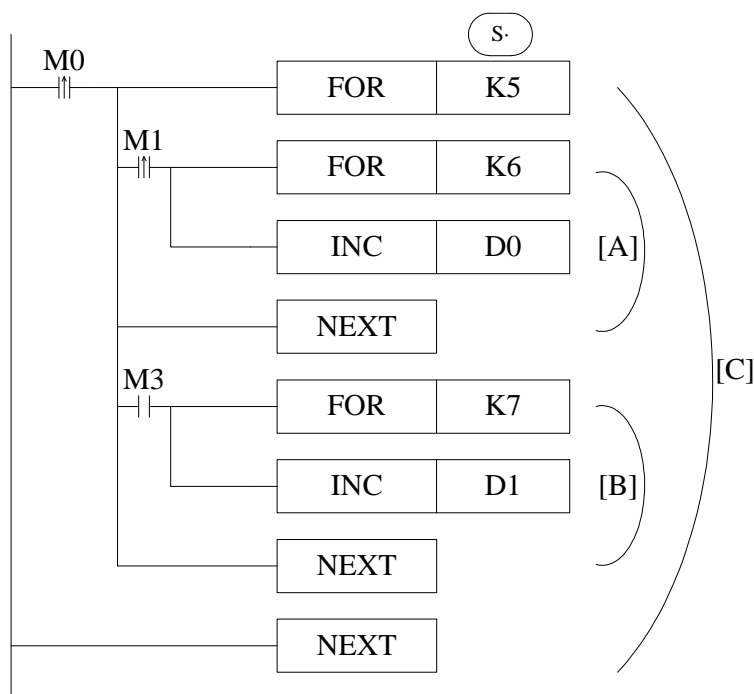 S·
M0
FOR K5
M1
FOR K6
INC D0 [A]
NEXT
[C]
M3
FOR K7
INC D1 [B]
NEXT
NEXT